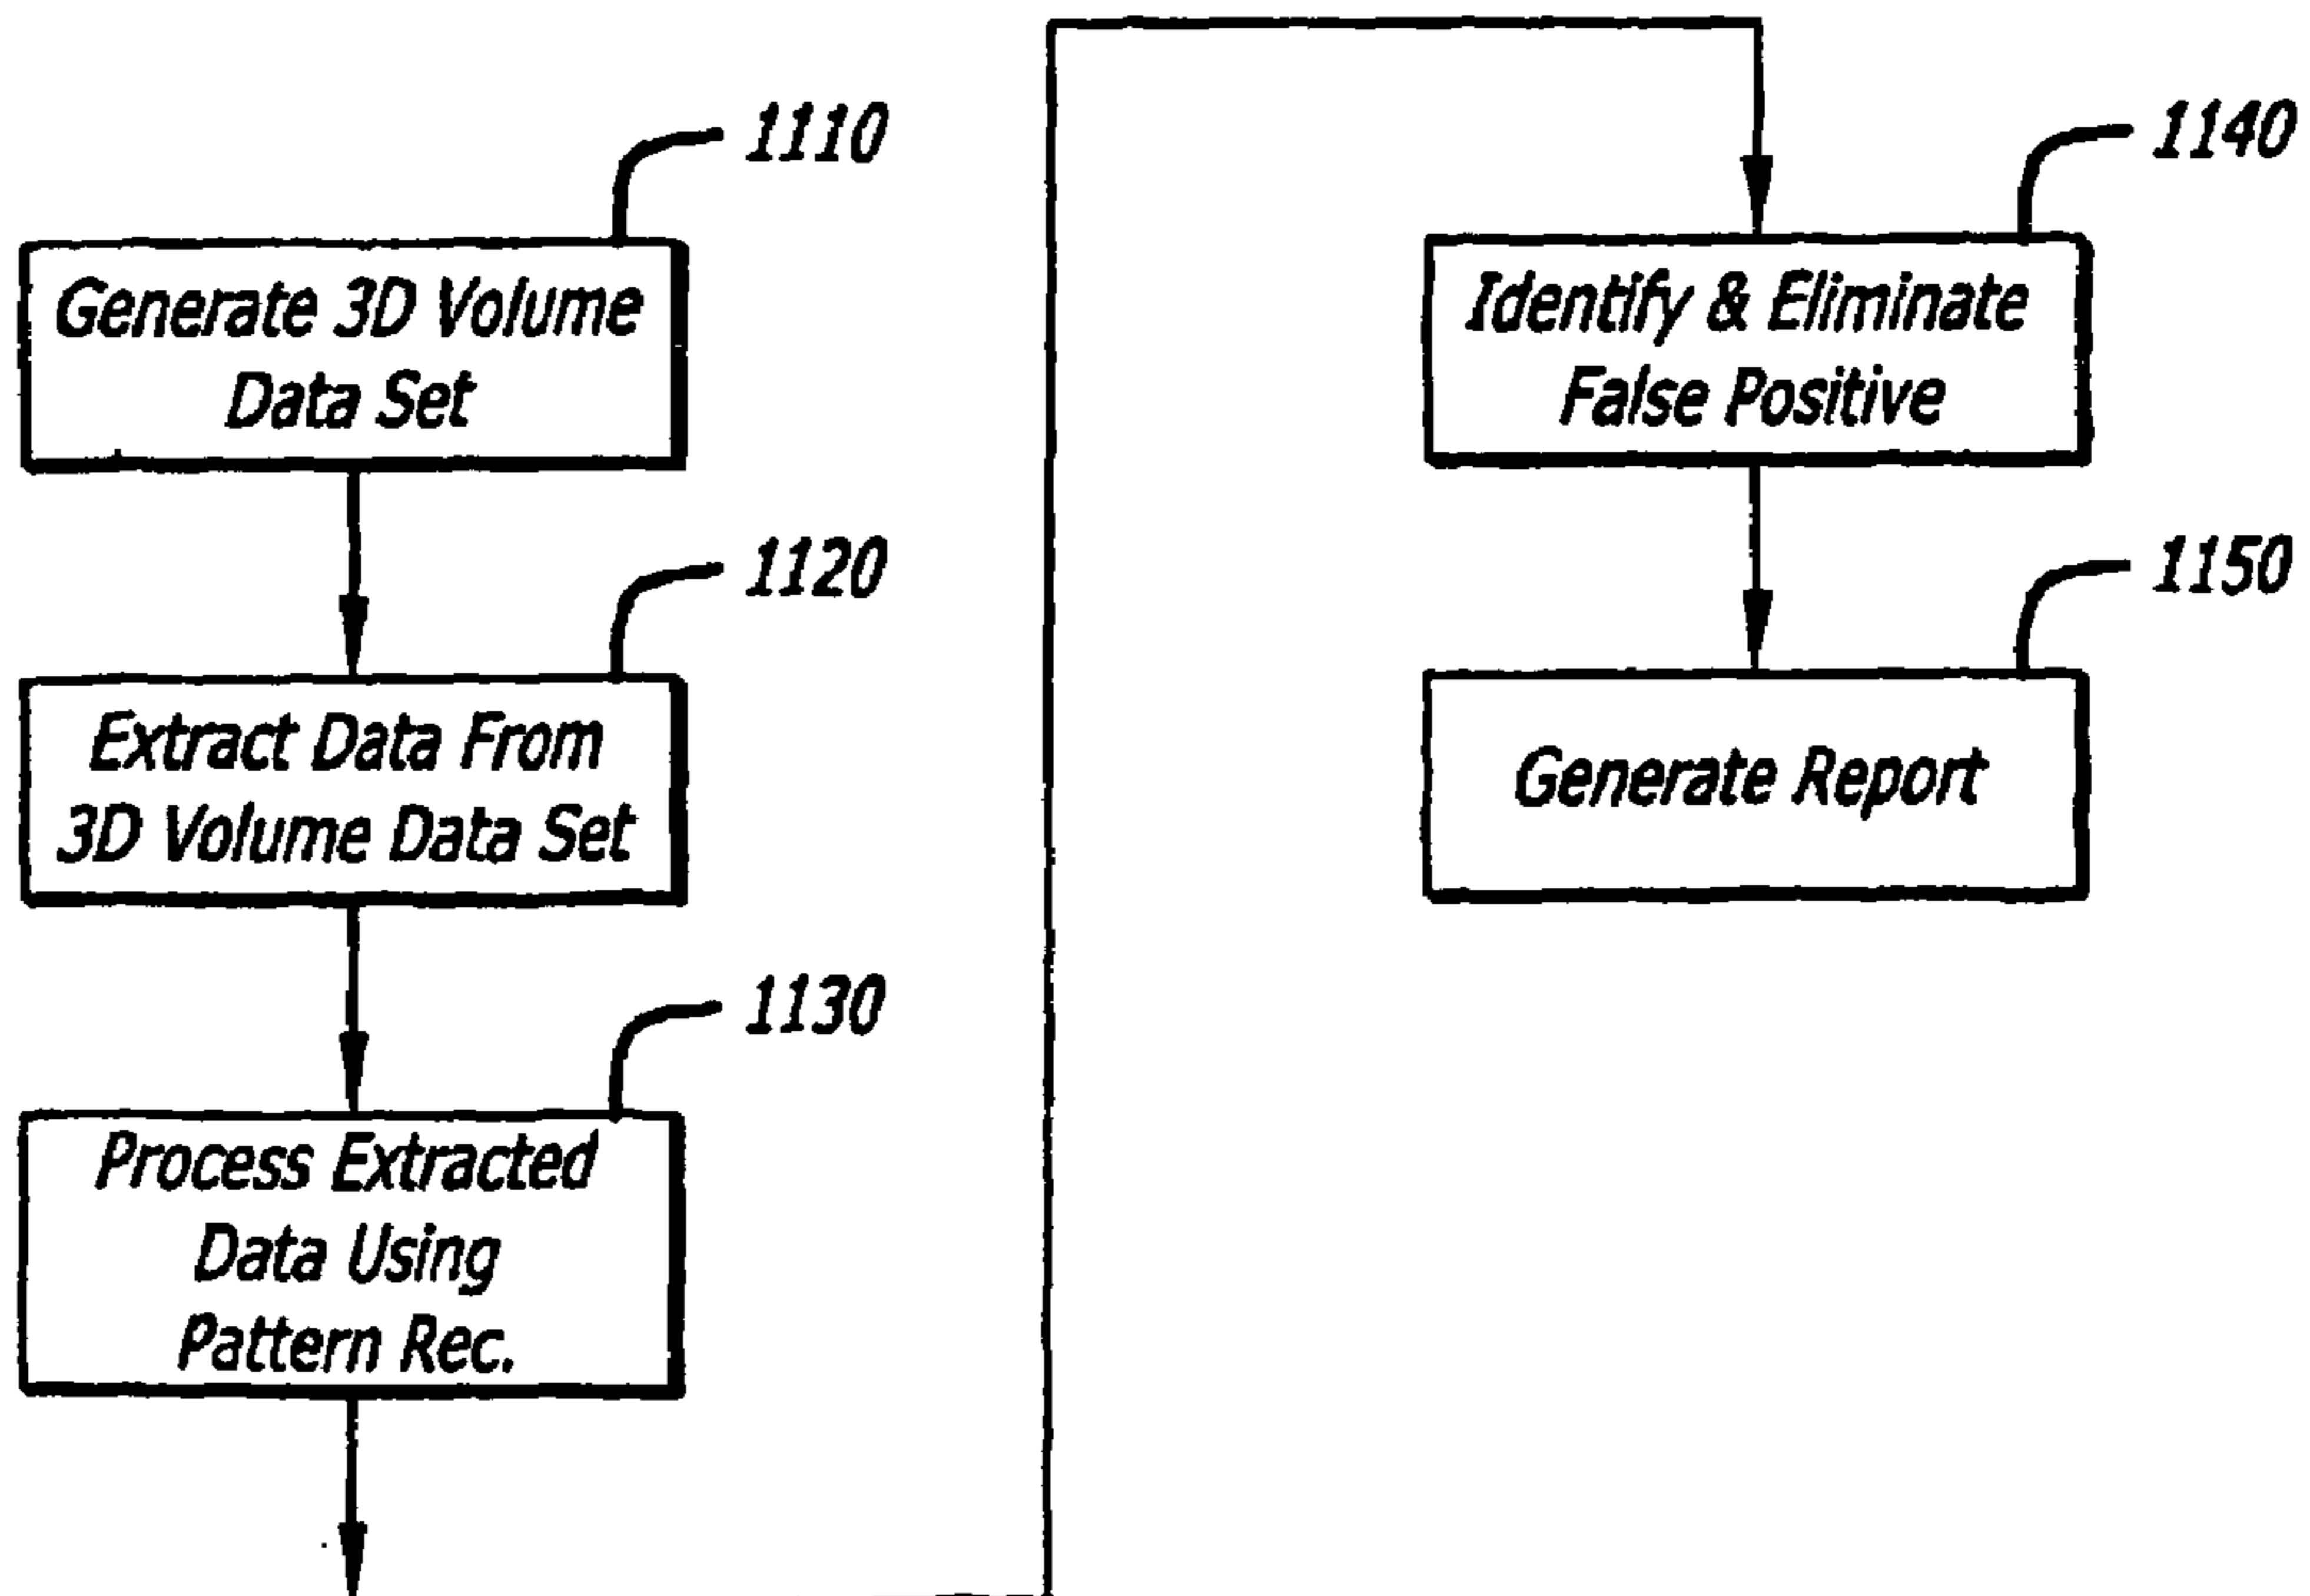 1110
Generate 3D Volume
Data Set
1120
Extract Data From
3D Volume Data Set
1130
Process Extracted
Data Using
Pattern Rec.
1140
Identify & Eliminate
False Positive
1150
Generate Report